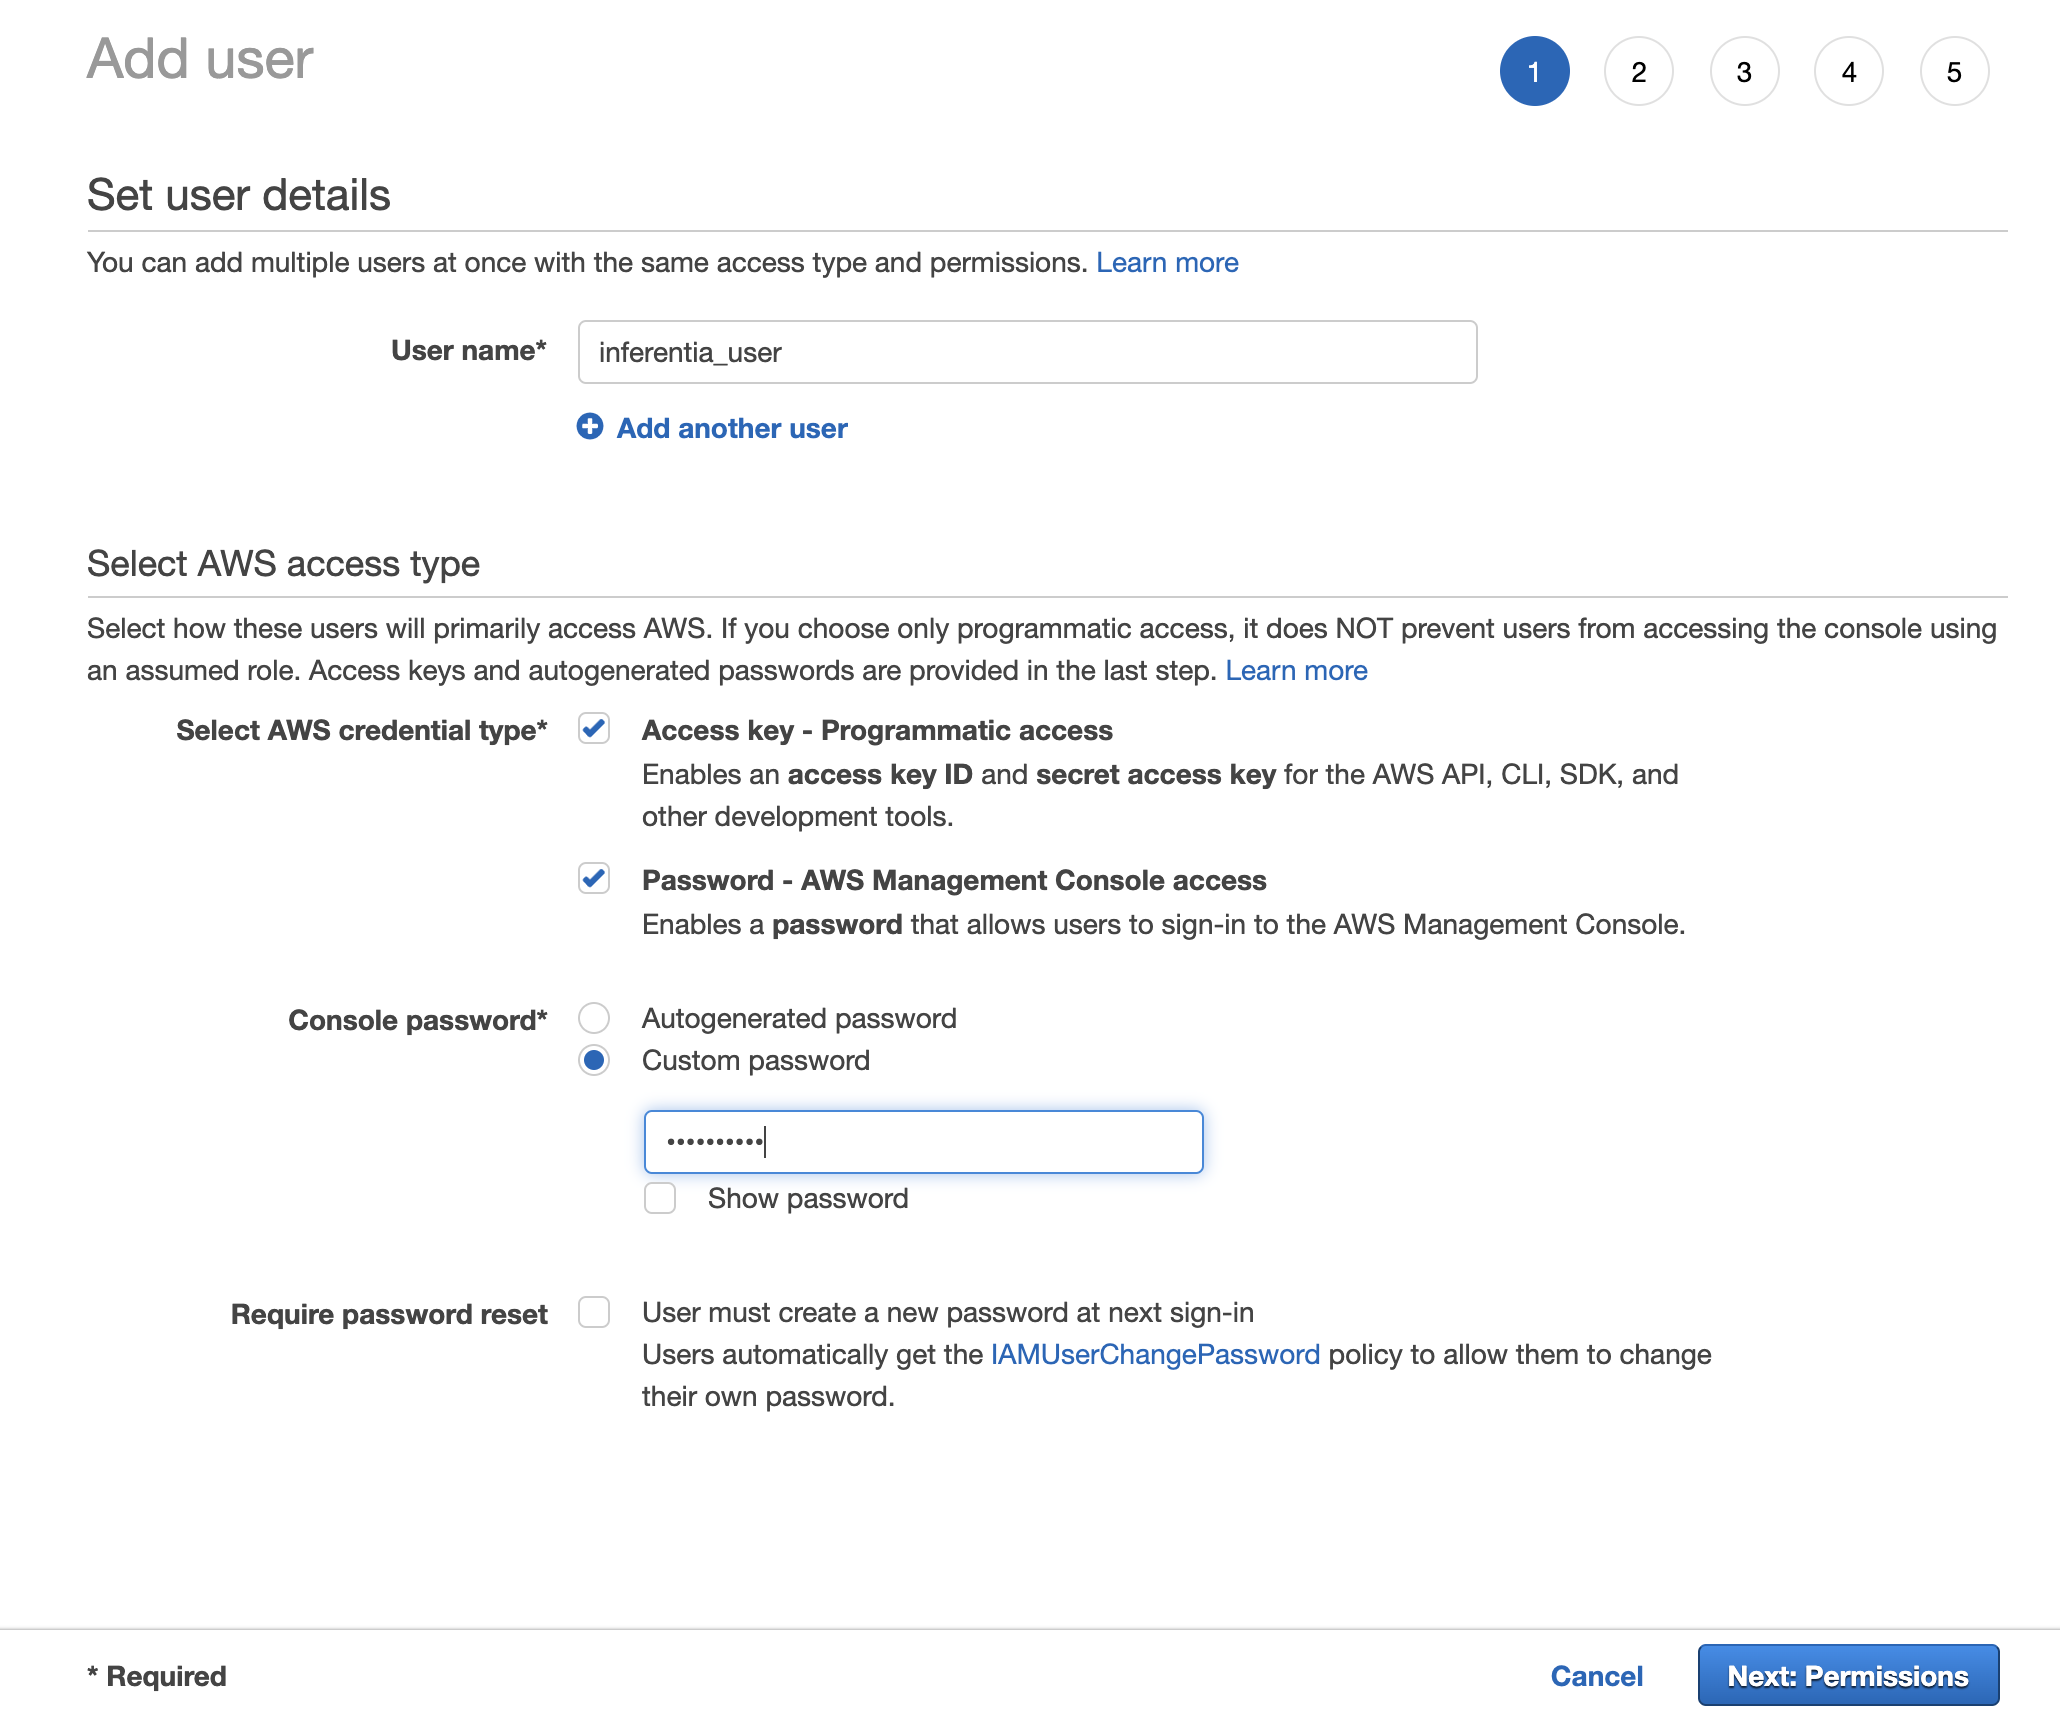 Add user
1 2 3 4 5
Set user details
You can add multiple users at once with the same access type and permissions. Learn more
User name* inferentia_user
Add another user
Select AWS access type
Select how these users will primarily access AWS. If you choose only programmatic access, it does NOT prevent users from accessing the console using
an assumed role. Access keys and autogenerated passwords are provided in the last step. Learn more
Select AWS credential type* Access key - Programmatic access
Enables an access key ID and secret access key for the AWS API, CLI, SDK, and
other development tools.
Password - AWS Management Console access
Enables a password that allows users to sign-in to the AWS Management Console.
Console password* Autogenerated password
Custom password
••••••••••
Show password
Require password reset User must create a new password at next sign-in
Users automatically get the IAMUserChangePassword policy to allow them to change
their own password.
* Required Cancel Next: Permissions